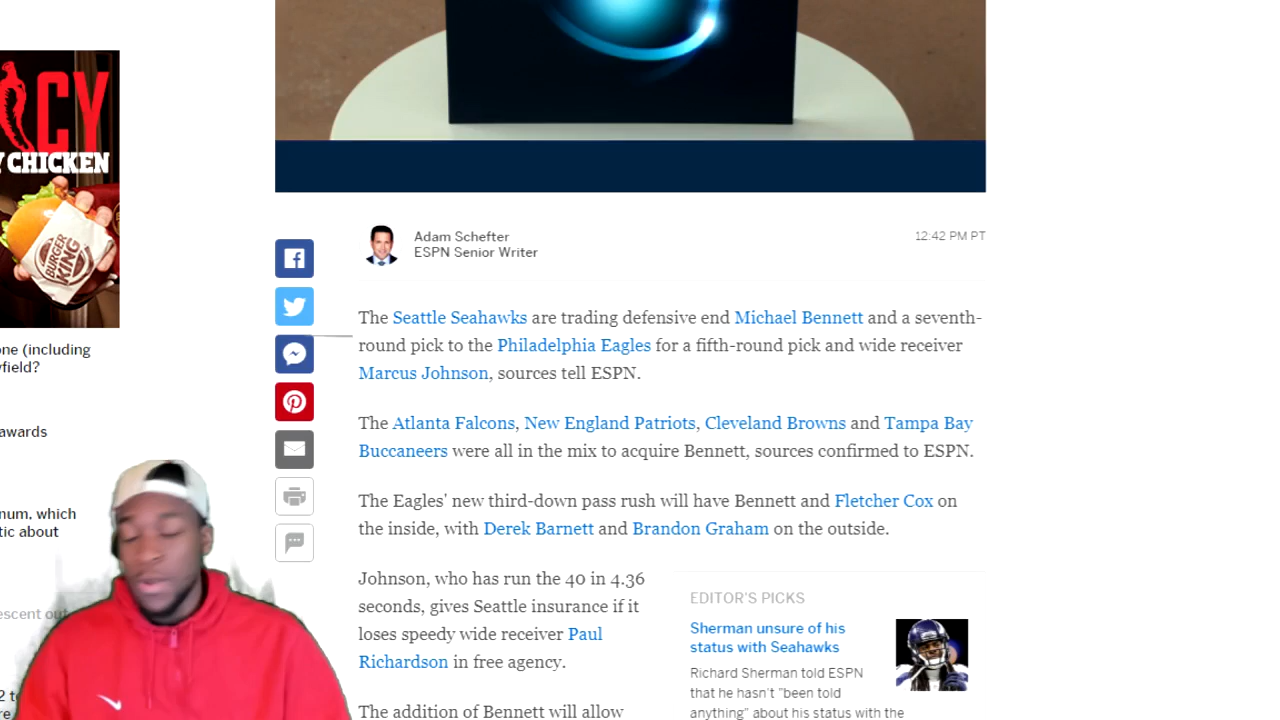 CY
CHICKEN
BURGER
KING
one (including
yfield?
awards
num, which
tic about
escent out
Adam Schefter
ESPN Senior Writer
12:42 PM PT
The Seattle Seahawks are trading defensive end Michael Bennett and a seventh-
round pick to the Philadelphia Eagles for a fifth-round pick and wide receiver
Marcus Johnson, sources tell ESPN.
The Atlanta Falcons, New England Patriots, Cleveland Browns and Tampa Bay
Buccaneers were all in the mix to acquire Bennett, sources confirmed to ESPN.
The Eagles' new third-down pass rush will have Bennett and Fletcher Cox on
the inside, with Derek Barnett and Brandon Graham on the outside.
Johnson, who has run the 40 in 4.36
seconds, gives Seattle insurance if it
loses speedy wide receiver Paul
Richardson in free agency.
The addition of Bennett will allow
EDITOR'S PICKS
Sherman unsure of his
status with Seahawks
Richard Sherman told ESPN
that he hasn't "been told
anything" about his status with the